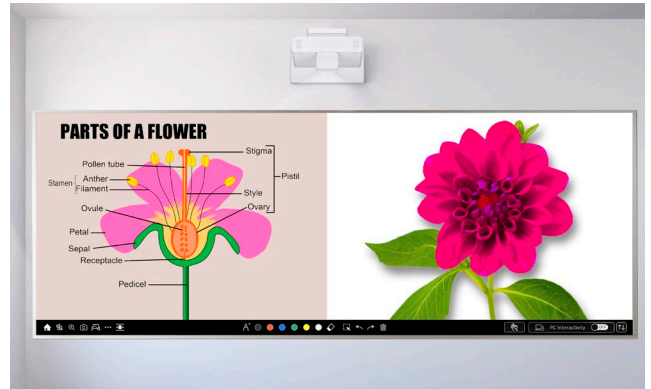 PARTS OF A FLOWER
Stigma
Pollen tube
Pistil
Anther
Stamen
Filament
Style
Ovule
Ovary
Petal
Sepal
Receptacle
Pedicel
PC Interactivity
OFF